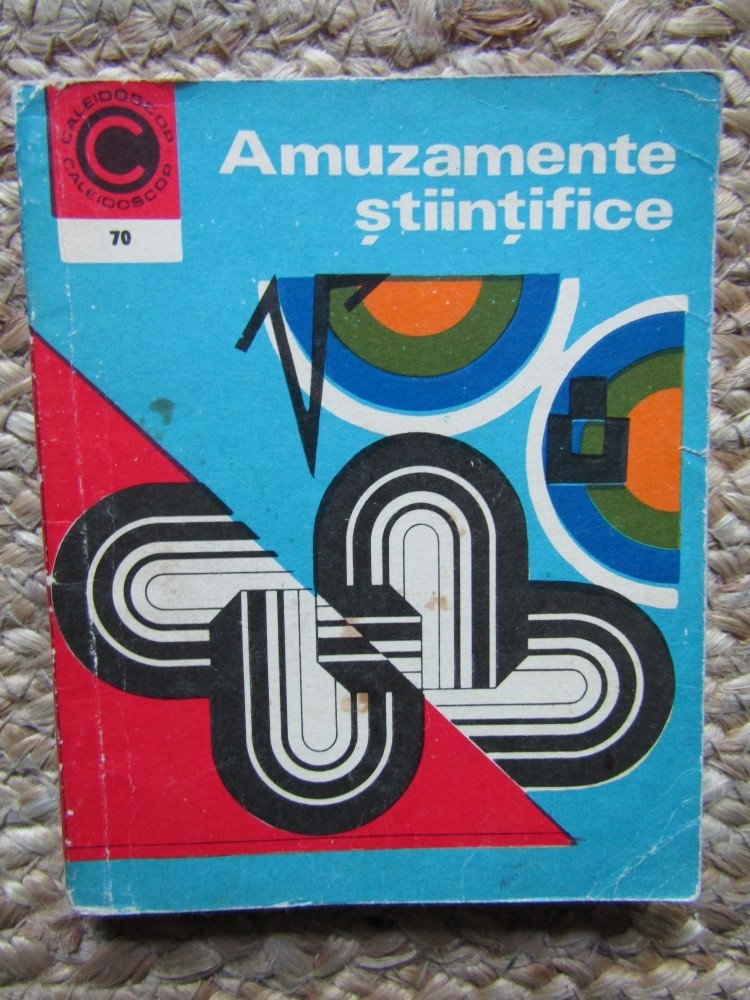 CALEIDOSCOP
C
CALEIDOSCOP
70
Amuzamente
științifice